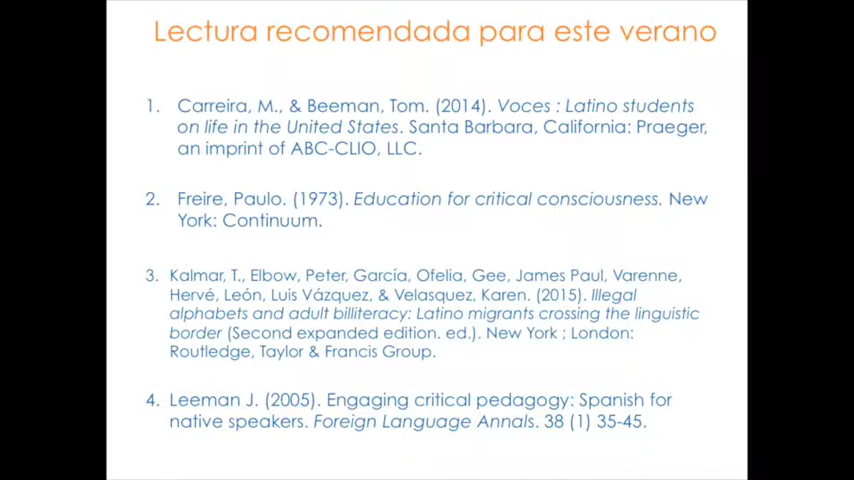 Lectura recomendada para este verano
1. Carreira, M., & Beeman, Tom. (2014). Voces : Latino students
on life in the United States. Santa Barbara, California: Praeger,
an imprint of ABC-CLIO, LLC.
2. Freire, Paulo. (1973). Education for critical consciousness. New
York: Continuum.
3. Kalmar, T., Elbow, Peter, García, Ofelia, Gee, James Paul, Varenne,
Hervé, León, Luis Vázquez, & Velasquez, Karen. (2015). Illegal
alphabets and adult billiteracy: Latino migrants crossing the linguistic
border (Second expanded edition. ed.). New York ; London:
Routledge, Taylor & Francis Group.
4. Leeman J. (2005). Engaging critical pedagogy: Spanish for
native speakers. Foreign Language Annals. 38 (1) 35-45.